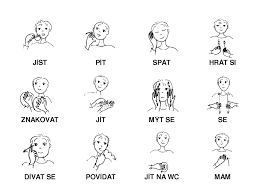 JÍST PÍT SPÁT HRÁT SI
ZNAKOVAT JÍT MÝT SE SE
DÍVAT SE POVÍDAT JÍT NA WC MÁM